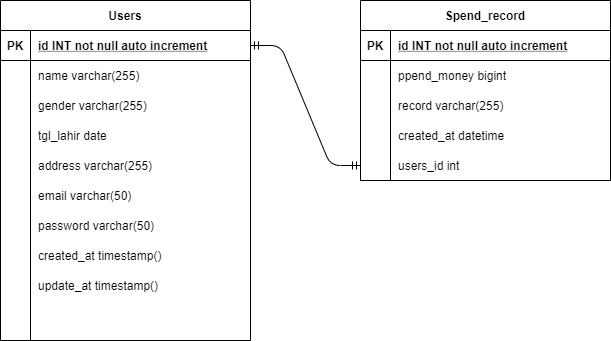 Users
PK id INT not null auto increment
name varchar(255)
gender varchar(255)
tgl_lahir date
address varchar(255)
email varchar(50)
password varchar(50)
created_at timestamp()
update_at timestamp()
Spend_record
PK id INT not null auto increment
ppend_money bigint
record varchar(255)
created_at datetime
users_id int